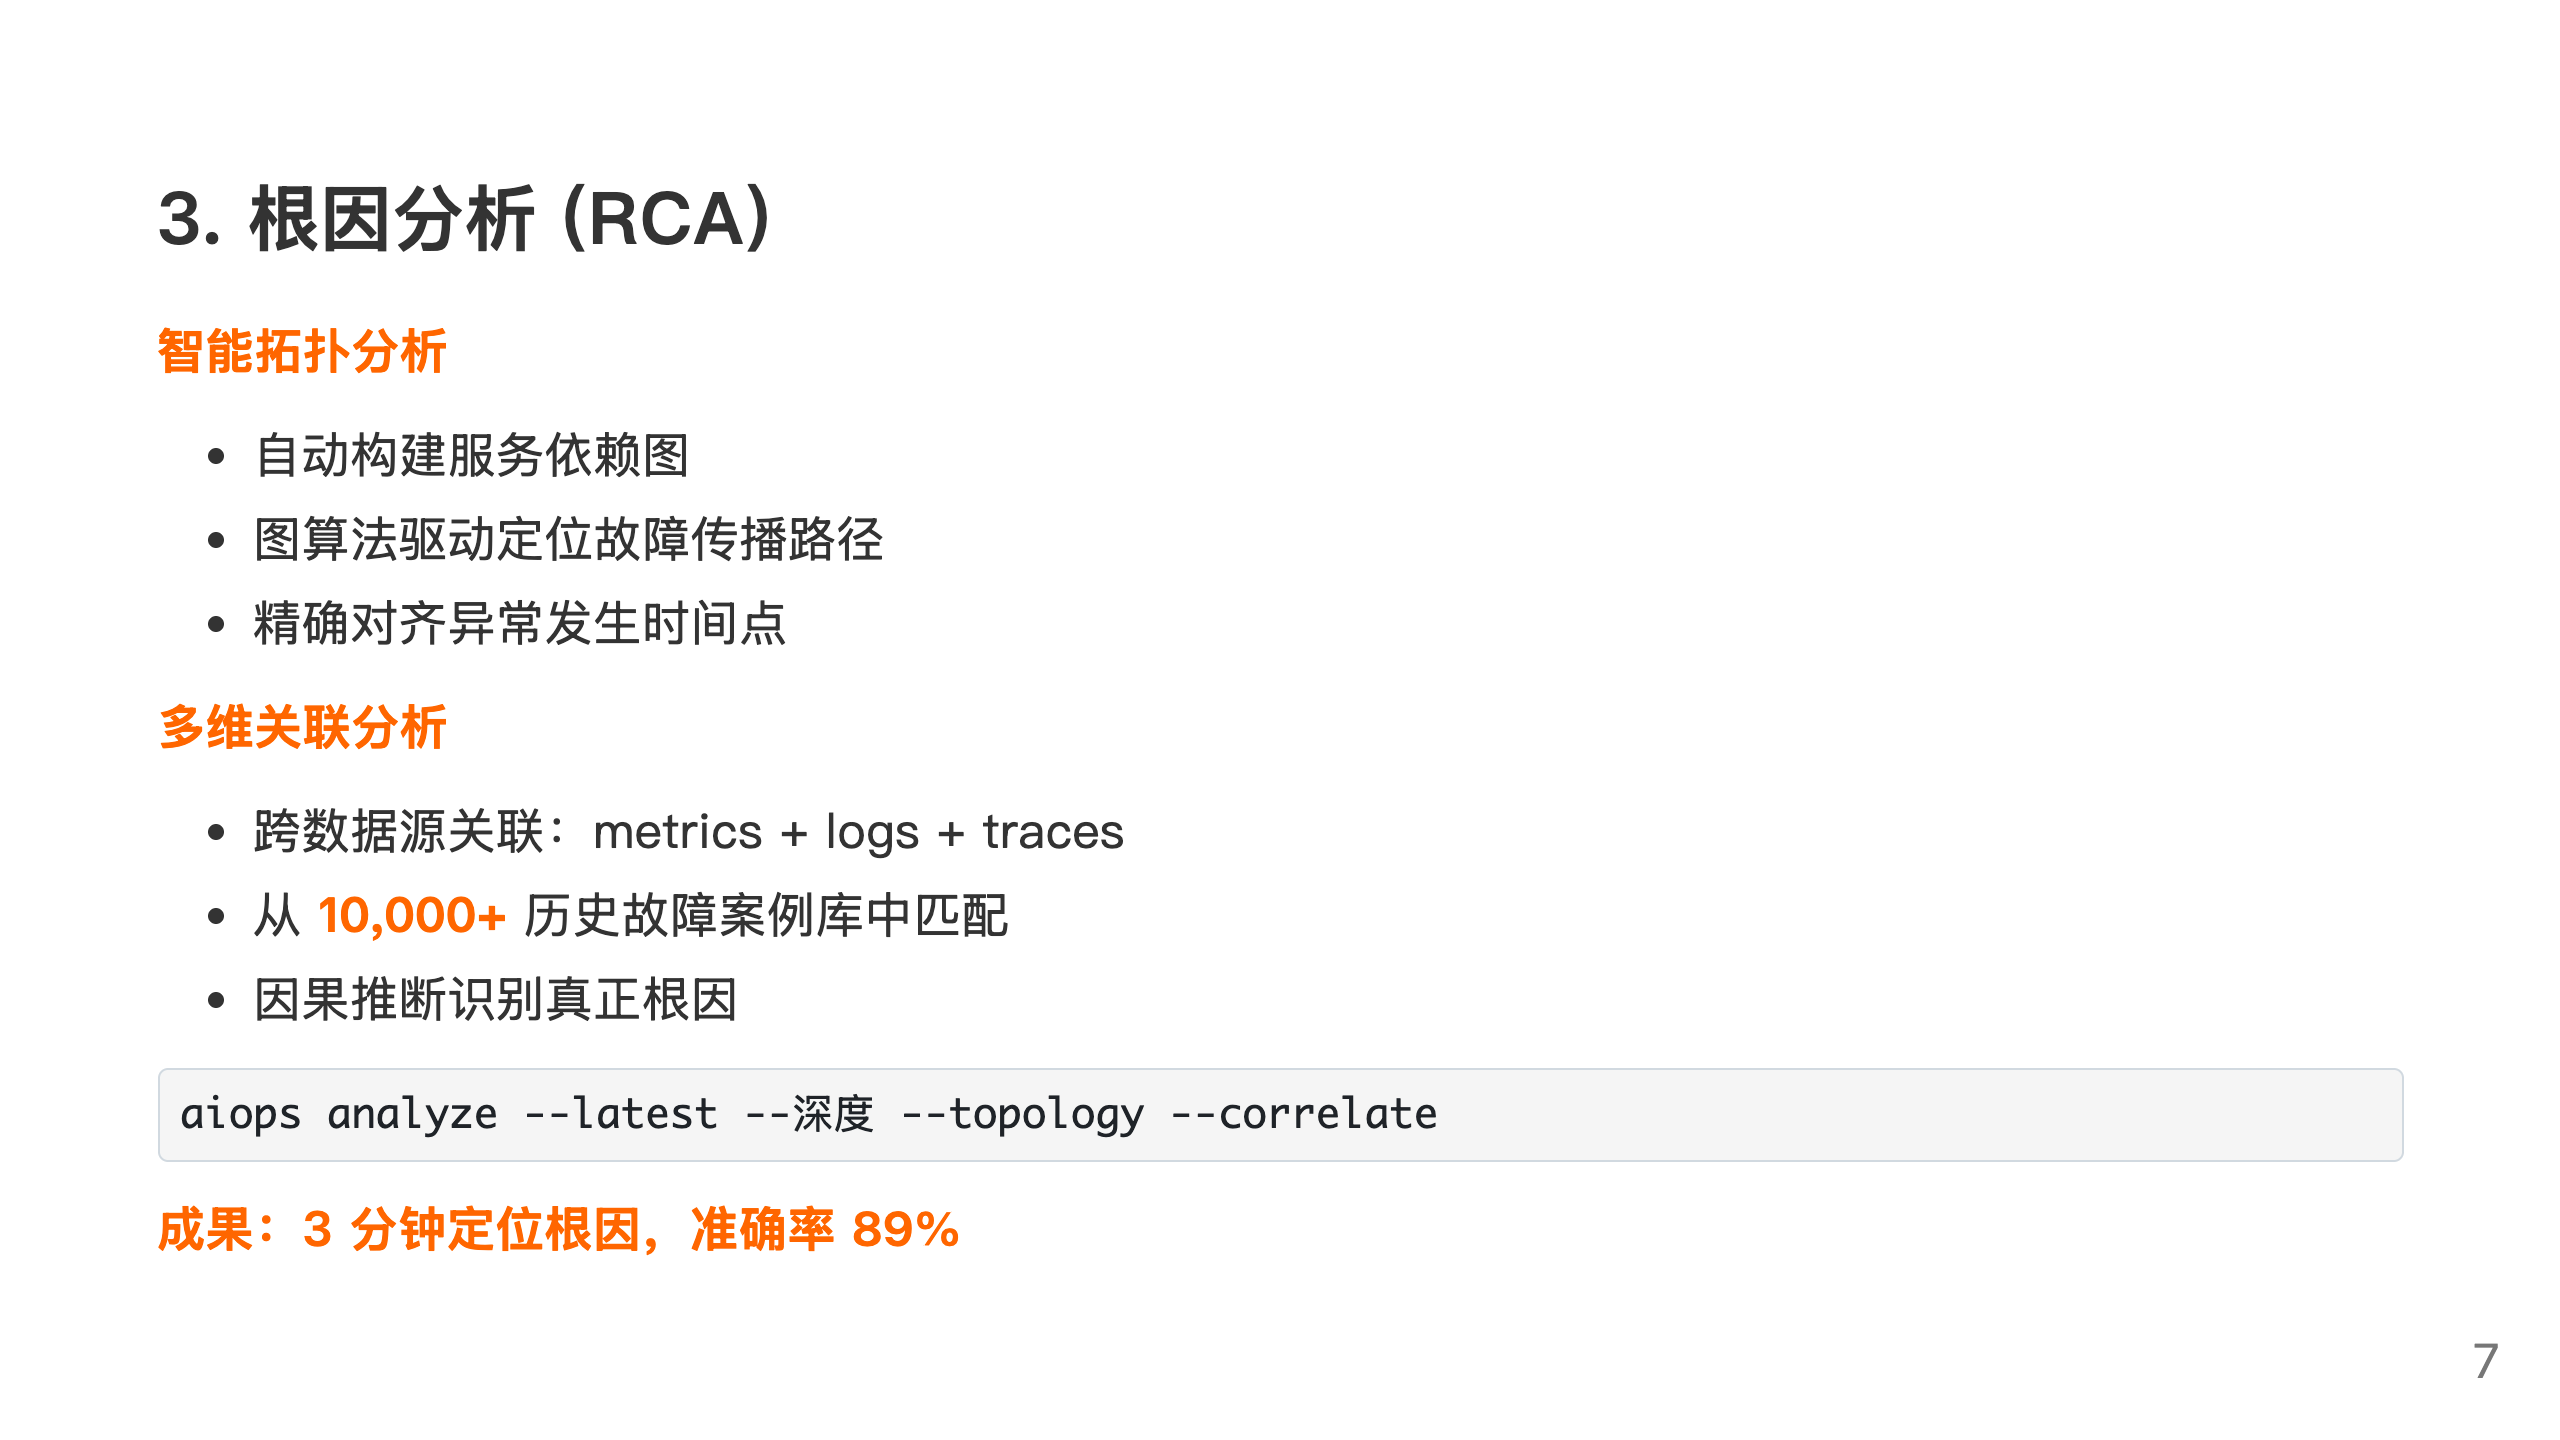 3. 根因分析 (RCA)
智能拓扑分析
• 自动构建服务依赖图
• 图算法驱动定位故障传播路径
• 精确对齐异常发生时间点
多维关联分析
• 跨数据源关联：metrics + logs + traces
• 从 10,000+ 历史故障案例库中匹配
• 因果推断识别真正根因
aiops analyze --latest --深度 --topology --correlate
成果：3 分钟定位根因，准确率 89%
7